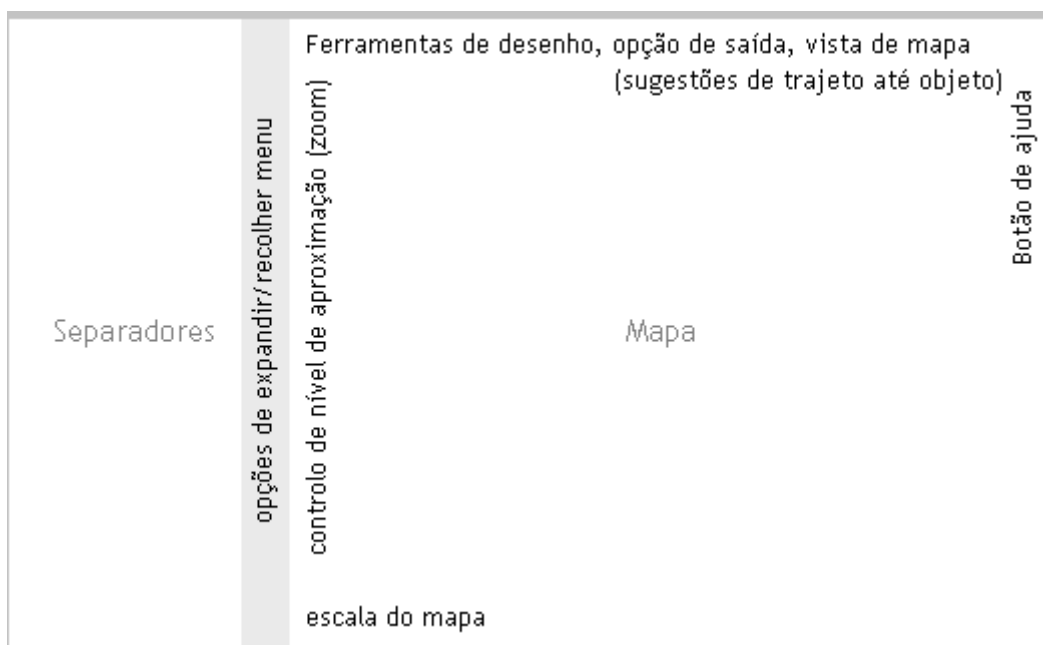 Ferramentas de desenho, opção de saída, vista de mapa
(sugestões de trajeto até objeto)
Separadores
opções de expandir/recolher menu
controlo de nível de aproximação (zoom)
Mapa
Botão de ajuda
escala do mapa